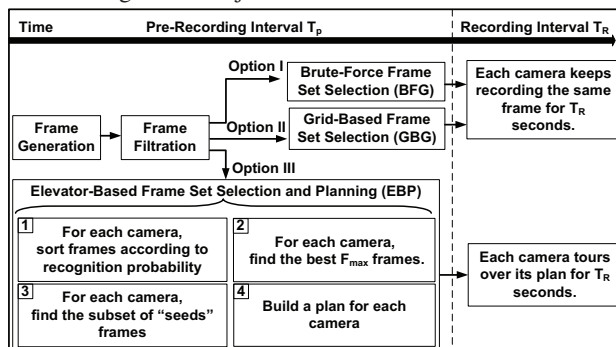 Time
Pre-Recording Interval Tp
Recording Interval TR
Option I
Brute-Force Frame
Set Selection (BFG)
Each camera keeps
recording the same
frame for TR
seconds.
Frame
Generation
Frame
Filtration
Option II
Grid-Based Frame
Set Selection (GBG)
Option III
Elevator-Based Frame Set Selection and Planning (EBP)
1
For each camera,
sort frames according to
recognition probability
2
For each camera,
find the best Fmax frames.
3
For each camera,
find the subset of “seeds”
frames
4
Build a plan for each
camera
Each camera tours
over its plan for TR
seconds.